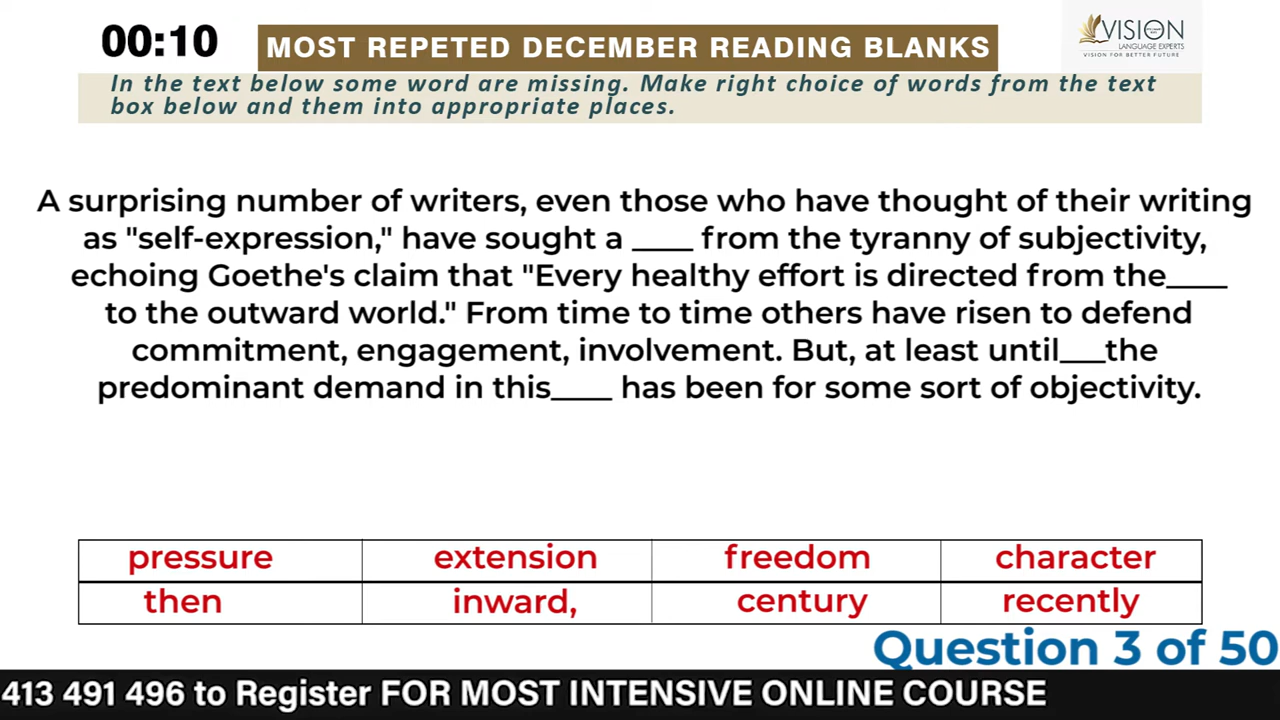 00:10
MOST REPETED DECEMBER READING BLANKS
VISION
LANGUAGE EXPERTS
VISION FOR BETTER FUTURE
In the text below some word are missing. Make right choice of words from the text
box below and them into appropriate places.
A surprising number of writers, even those who have thought of their writing
as "self-expression," have sought a ____ from the tyranny of subjectivity,
echoing Goethe's claim that "Every healthy effort is directed from the____
to the outward world." From time to time others have risen to defend
commitment, engagement, involvement. But, at least until___the
predominant demand in this____ has been for some sort of objectivity.
pressure extension freedom character
then inward, century recently
Question 3 of 50
413 491 496 to Register FOR MOST INTENSIVE ONLINE COURSE